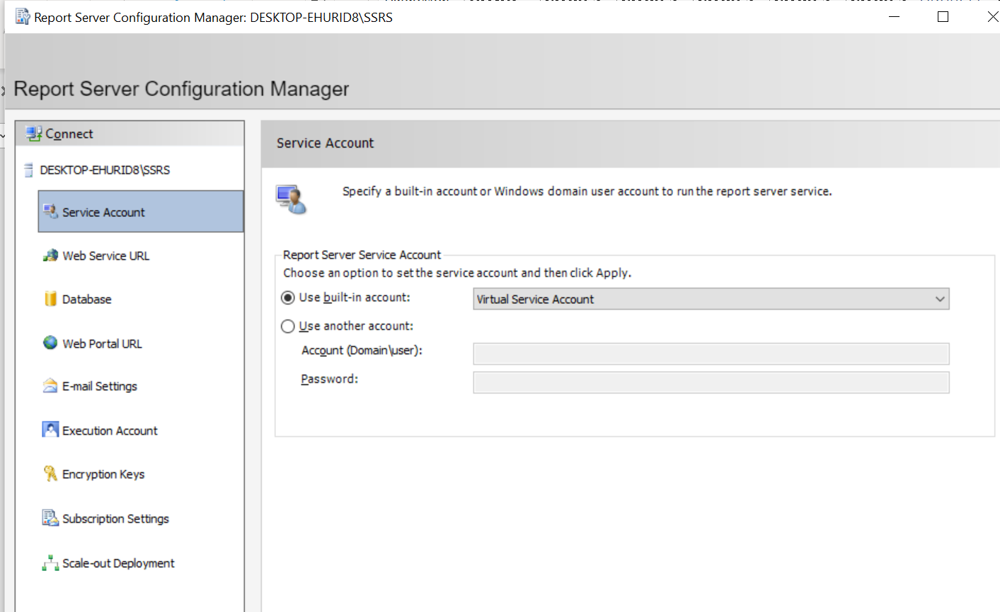 Report Server Configuration Manager: DESKTOP-EHURID8\SSRS
Report Server Configuration Manager
Connect
DESKTOP-EHURID8\SSRS
Service Account
Web Service URL
Database
Web Portal URL
E-mail Settings
Execution Account
Encryption Keys
Subscription Settings
Scale-out Deployment
Service Account
Specify a built-in account or Windows domain user account to run the report server service.
Report Server Service Account
Choose an option to set the service account and then click Apply.
Use built-in account: Virtual Service Account
Use another account:
Account (Domain\user):
Password: